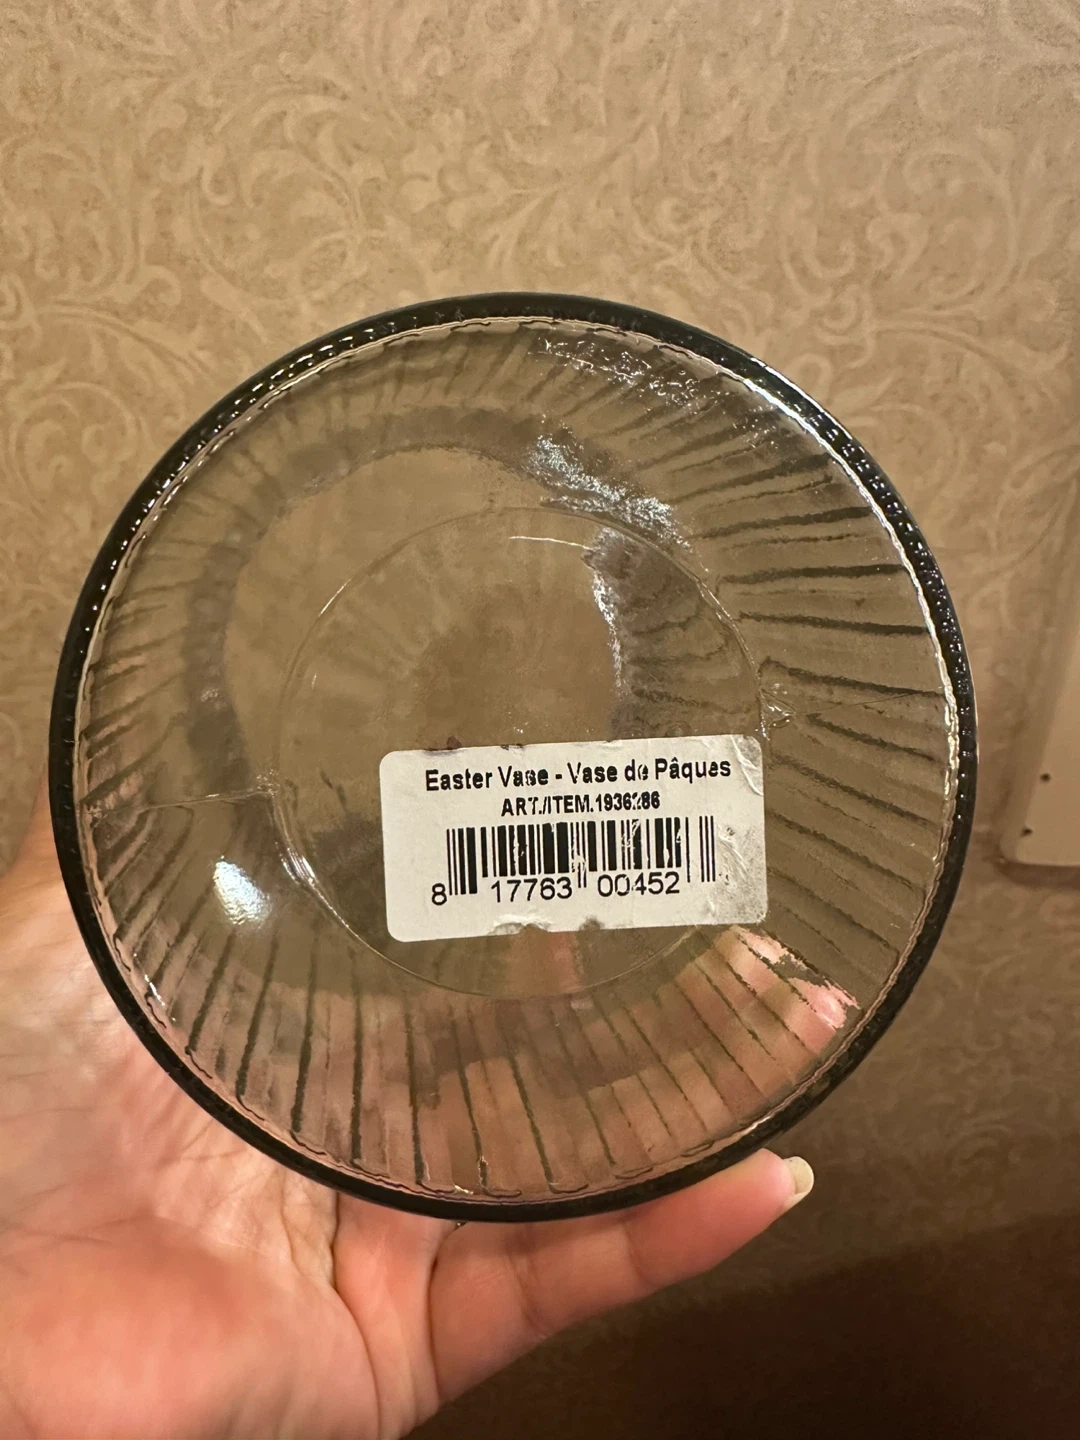 Easter Vase - Vase de Pâques
ART./ITEM.1936286
8 17763 00452